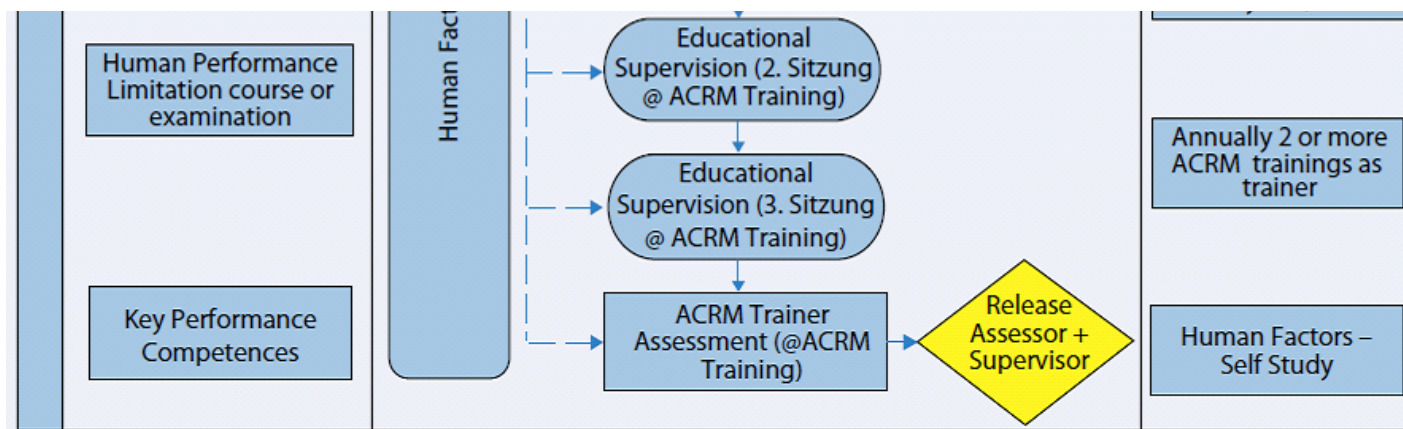 Human Performance
Limitation course or
examination
Key Performance
Competences
Human Fac
Educational
Supervision (2. Sitzung
@ ACRM Training)
Educational
Supervision (3. Sitzung
@ ACRM Training)
ACRM Trainer
Assessment (@ACRM
Training)
Release
Assessor +
Supervisor
Annually 2 or more
ACRM trainings as
trainer
Human Factors –
Self Study